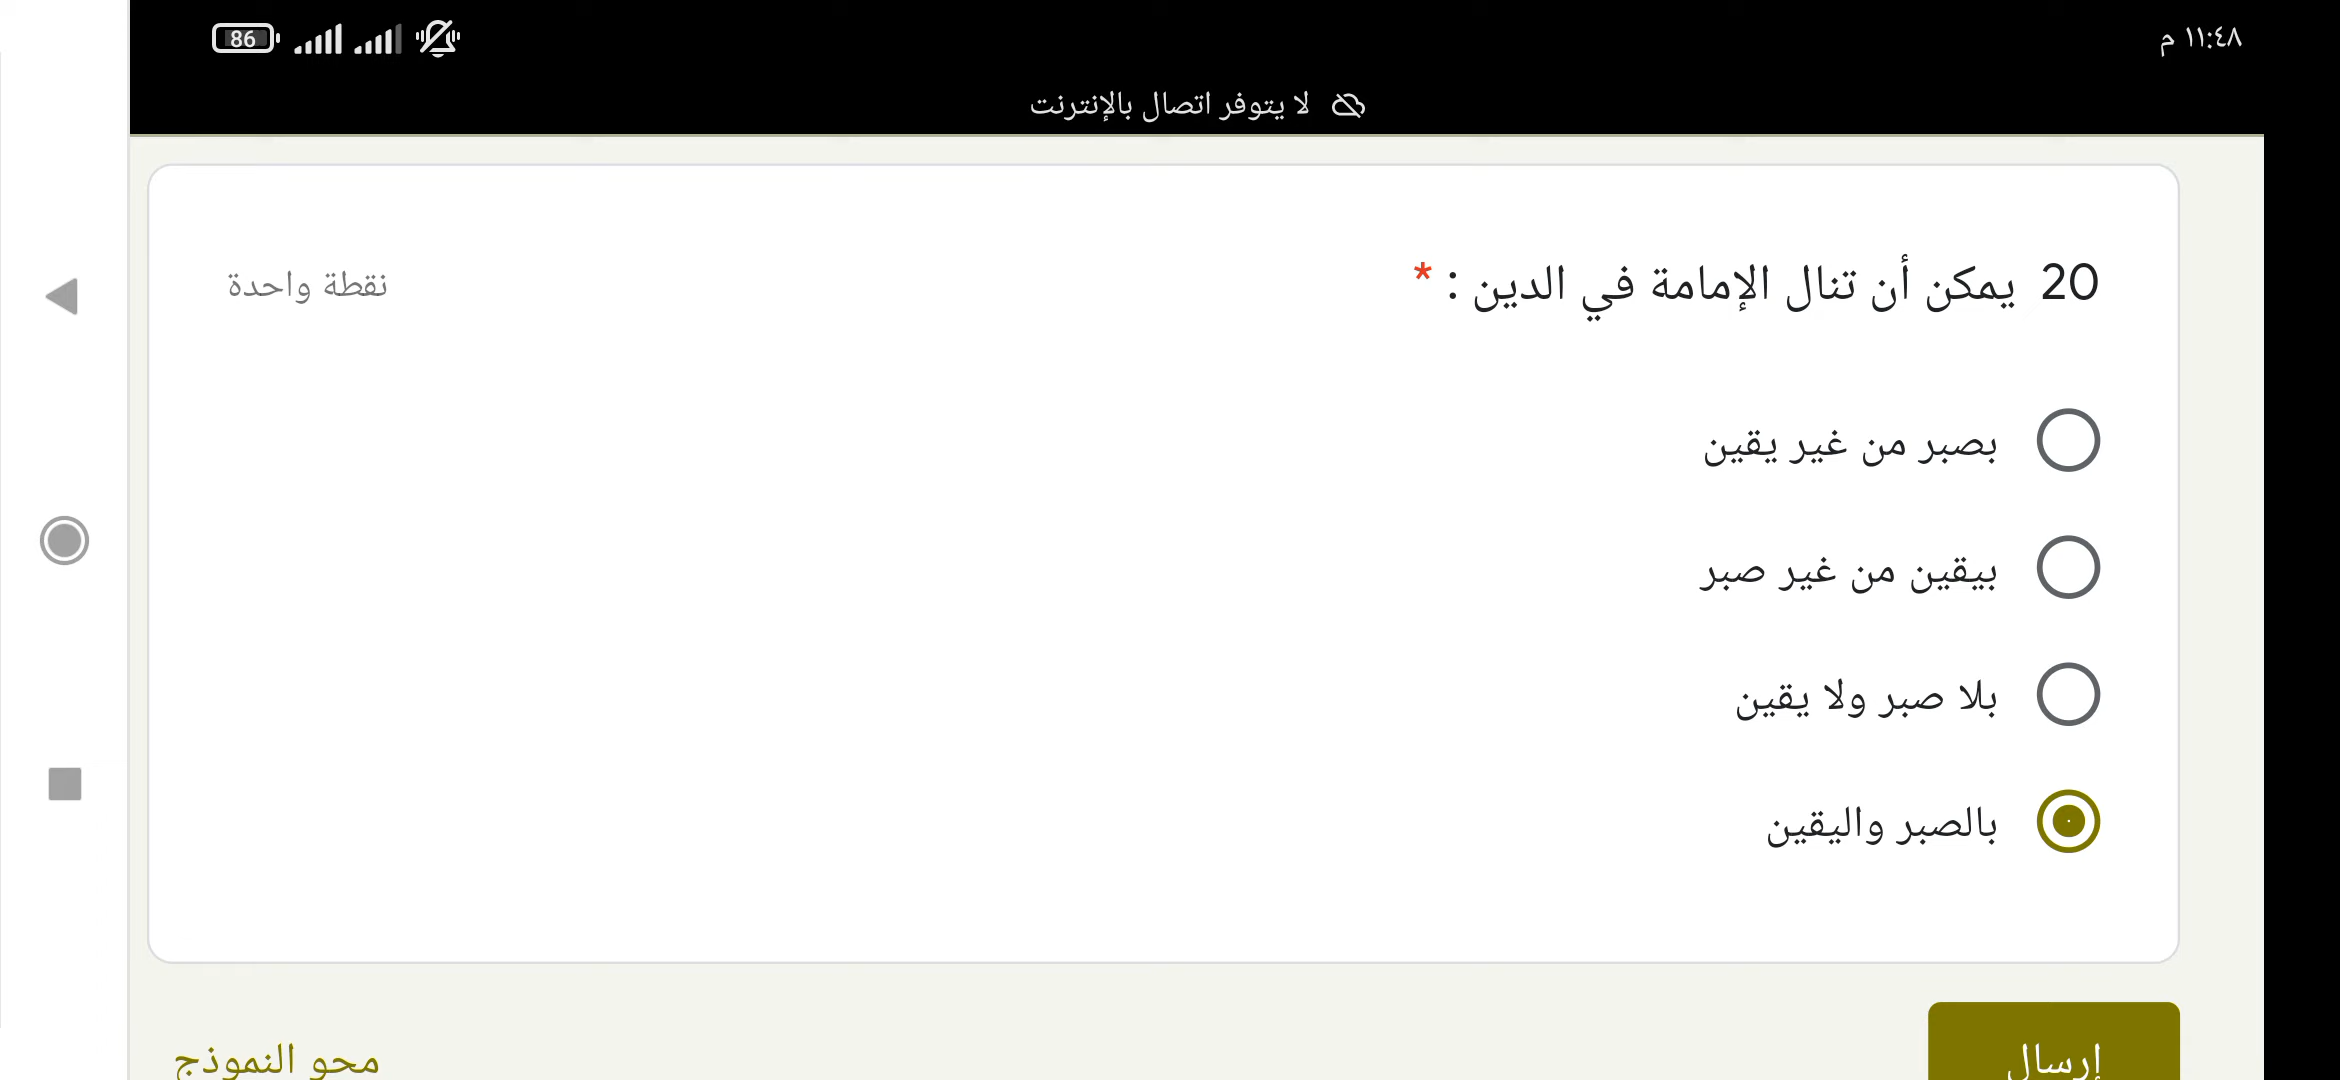 86
١١:٤٨ م
لا يتوفر اتصال بالإنترنت
20 يمكن أن تنال الإمامة في الدين : *
نقطة واحدة
بصبر من غير يقين
بيقين من غير صبر
بلا صبر ولا يقين
بالصبر واليقين
إرسال
محو النموذج